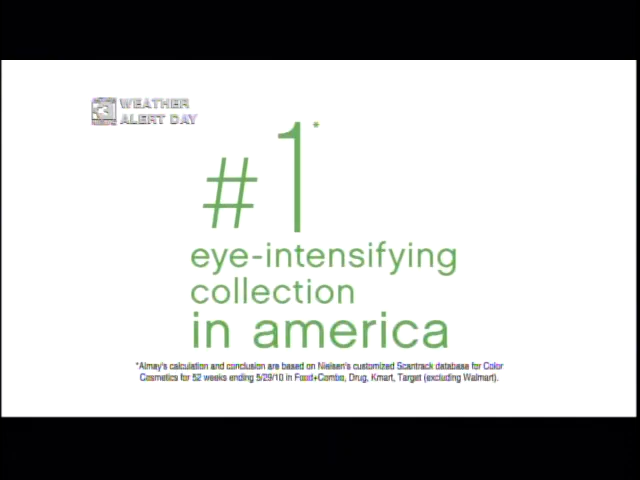 WEATHER
ALERT DAY
#1*
eye-intensifying
collection
in america
*Almay's calculation and conclusion are based on Nielsen's customized Scantrack database for Color
Cosmetics for 52 weeks ending 5/29/10 in Food+Combo, Drug, Kmart, Target (excluding Walmart).